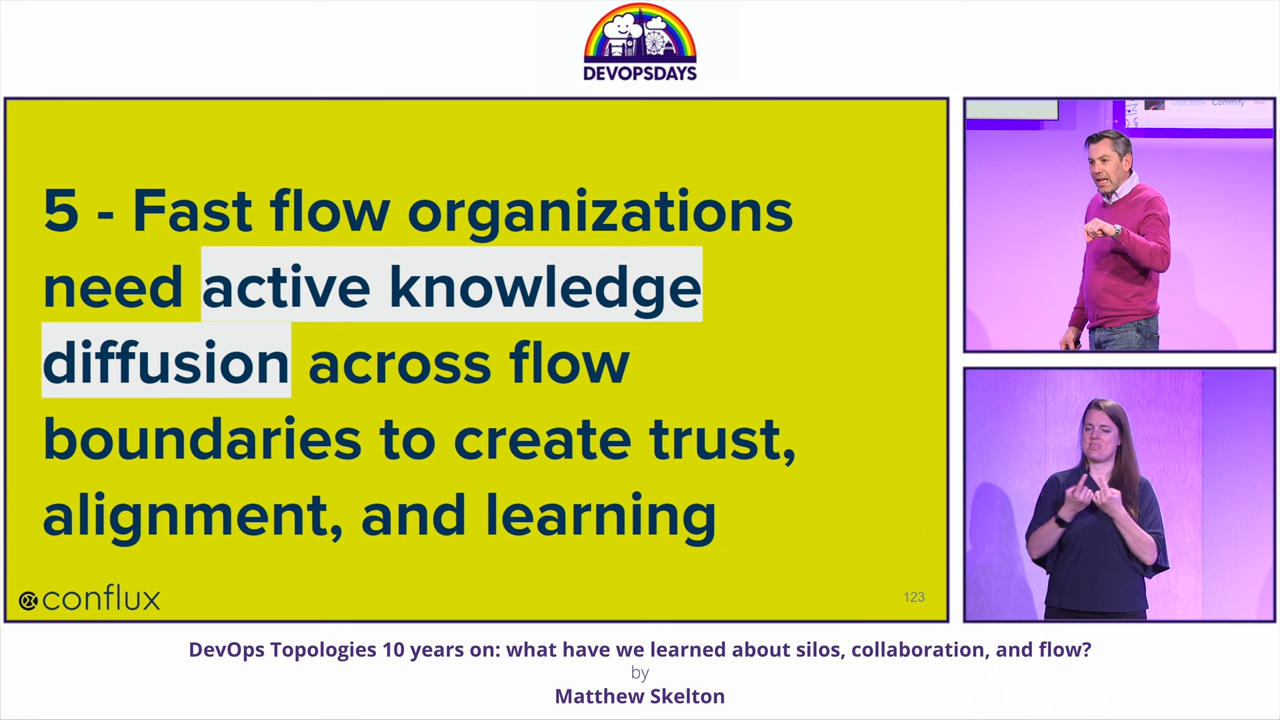 DEVOPSDAYS
5 - Fast flow organizations
need active knowledge
diffusion across flow
boundaries to create trust,
alignment, and learning
conflux
123
Commify
DevOps Topologies 10 years on: what have we learned about silos, collaboration, and flow?
by
Matthew Skelton